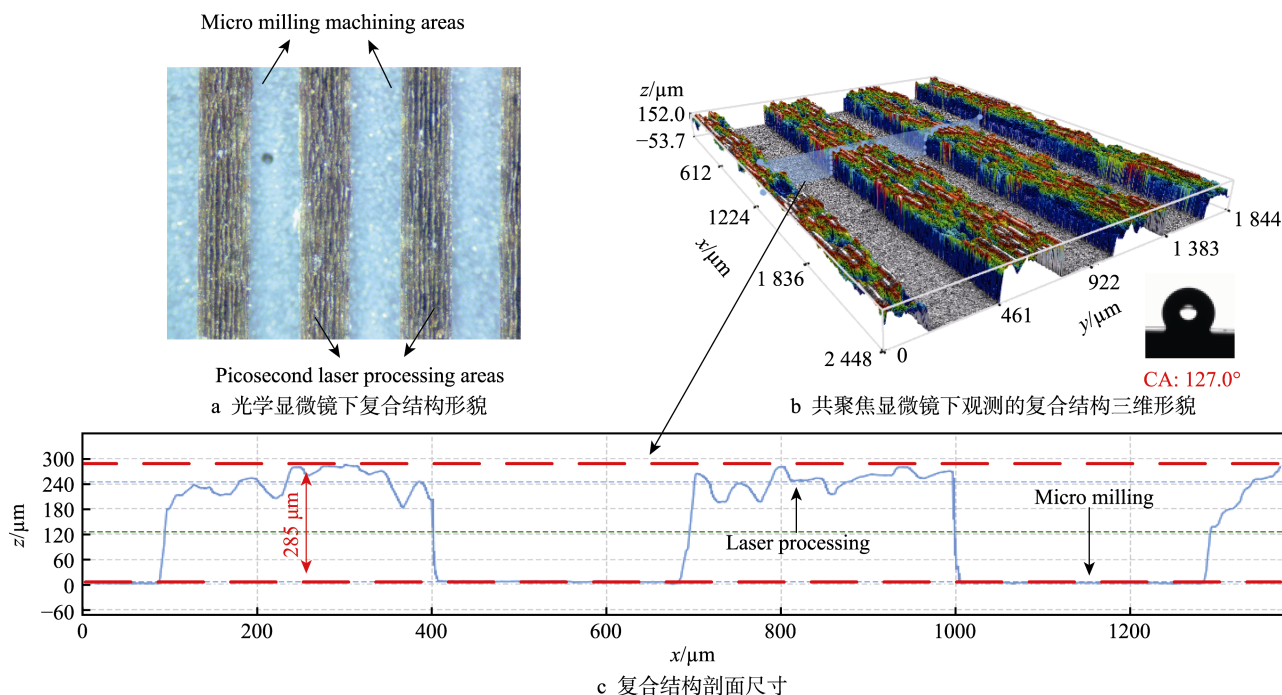 Micro milling machining areas
Picosecond laser processing areas
a 光学显微镜下复合结构形貌
z/μm
152.0
−53.7
612
1224
1 836
2 448
x/μm
0
461
922
1 383
1 844
y/μm
CA: 127.0°
b 共聚焦显微镜下观测的复合结构三维形貌
z/μm
300
240
180
120
60
0
−60
285 μm
Laser processing
Micro milling
0
200
400
600
800
1000
1200
x/μm
c 复合结构剖面尺寸